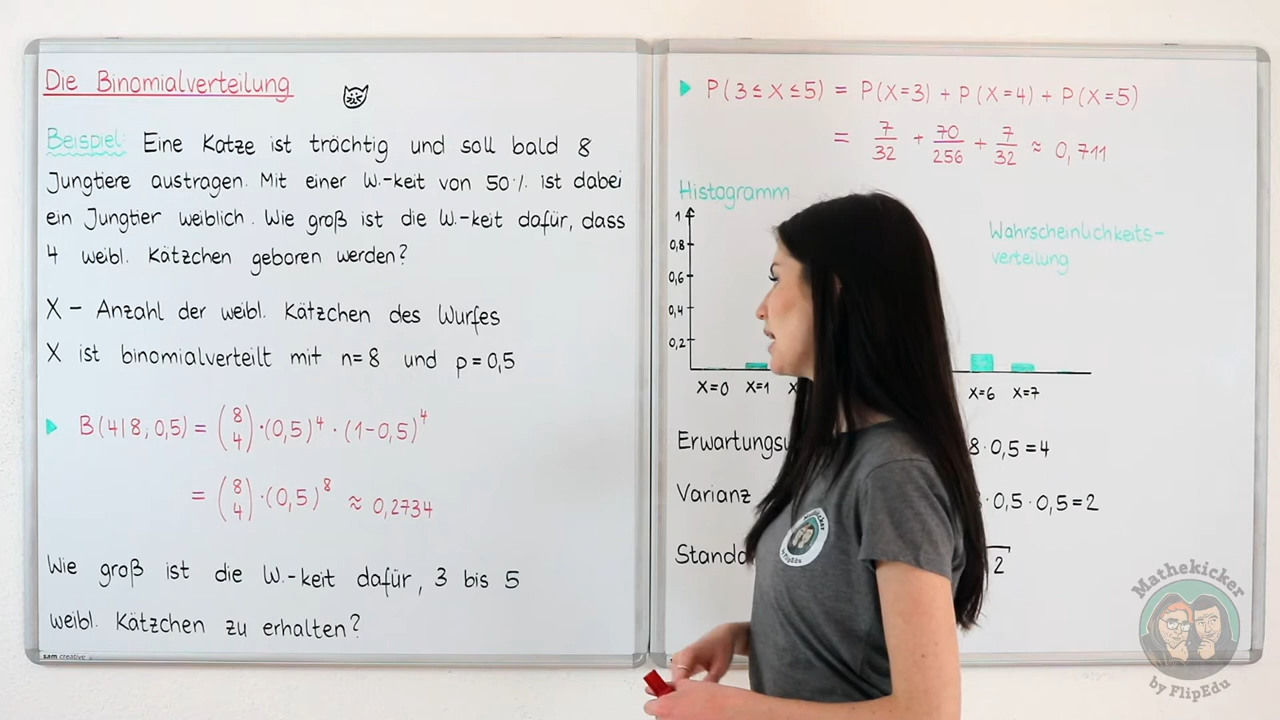 Die Binomialverteilung
Beispiel: Eine Katze ist trächtig und soll bald 8
Jungtiere austragen. Mit einer W.-keit von 50% ist dabei
ein Jungtier weiblich. Wie groß ist die W.-keit dafür, dass
4 weibl. Kätzchen geboren werden?
X - Anzahl der weibl. Kätzchen des Wurfes
X ist binomialverteilt mit n=8 und p=0,5
B(4|8; 0,5) = (8 4) · (0,5)^4 · (1-0,5)^4
= (8 4) · (0,5)^8 ≈ 0,2734
Wie groß ist die W.-keit dafür, 3 bis 5
weibl. Kätzchen zu erhalten?
sam creative
P(3 ≤ X ≤ 5) = P(X=3) + P(X=4) + P(X=5)
= 7/32 + 70/256 + 7/32 ≈ 0,711
Histogramm
Wahrscheinlichkeits-
verteilung
1
0,8
0,6
0,4
0,2
X=0 X=1 X=6 X=7
8·0,5=4
Varianz · 0,5 · 0,5 = 2
2
Mathekicker
by FlipEdu
Mathekicker
by FlipEdu